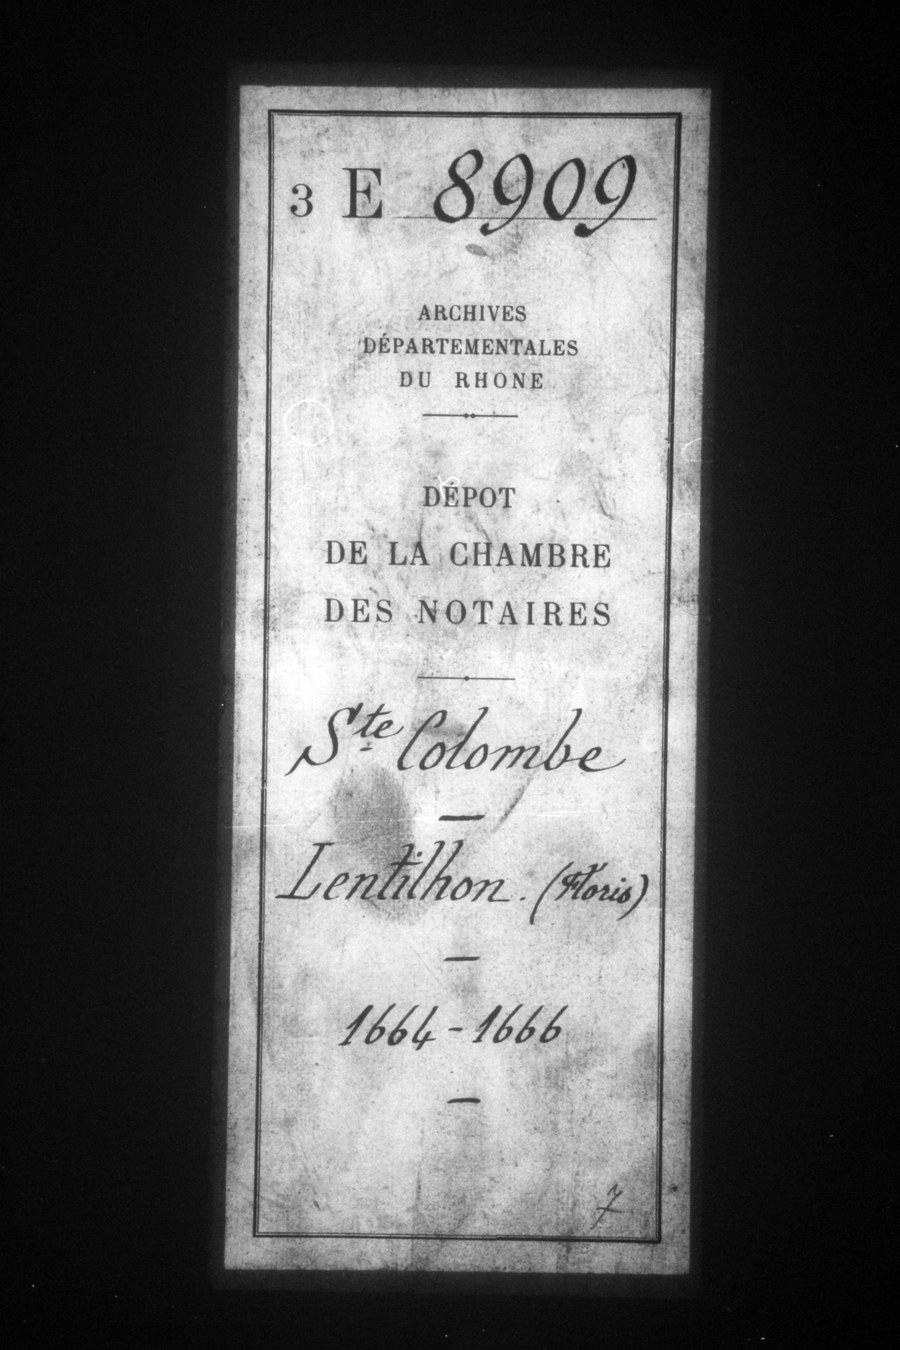 3 E 8909
ARCHIVES
DÉPARTEMENTALES
DU RHONE
DÉPOT
DE LA CHAMBRE
DES NOTAIRES
Ste Colombe
—
Lentilhon. (Floris)
—
1664-1666
—
7